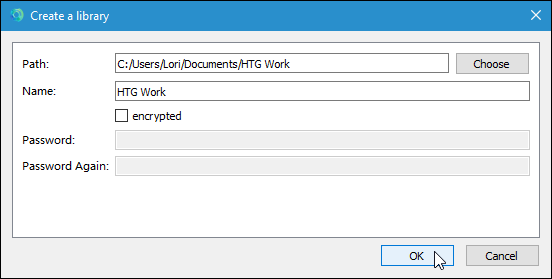 Create a library
Path: C:/Users/Lori/Documents/HTG Work Choose
Name: HTG Work
encrypted
Password:
Password Again:
OK Cancel